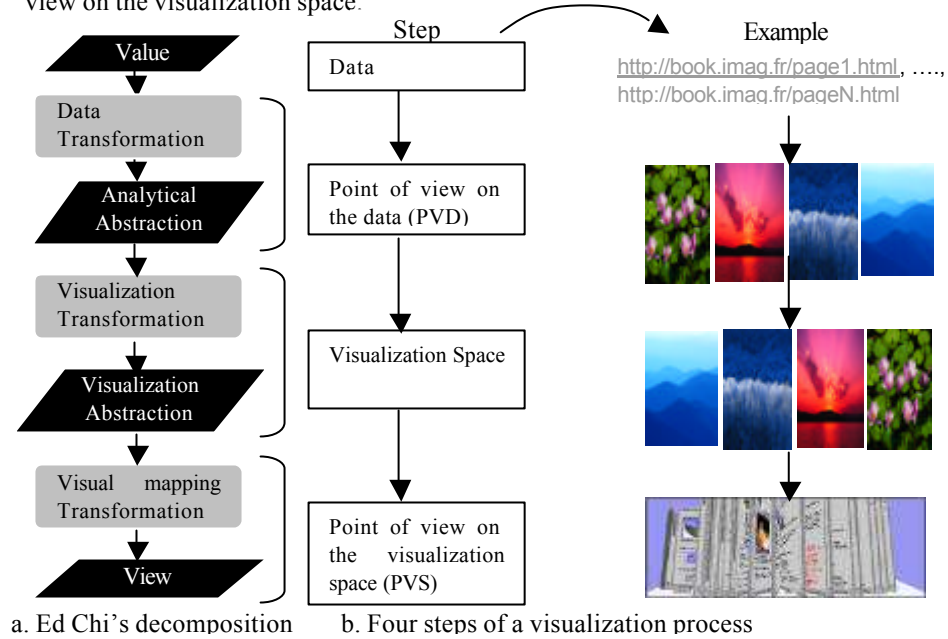 view on the visualization space.
Step
Example
Value
Data
Transformation
Analytical
Abstraction
Visualization
Transformation
Visualization
Abstraction
Visual mapping
Transformation
View
Data
Point of view on
the data (PVD)
Visualization Space
Point of view on
the visualization
space (PVS)
http://book.imag.fr/page1.html, ….,
http://book.imag.fr/pageN.html
a. Ed Chi's decomposition
b. Four steps of a visualization process